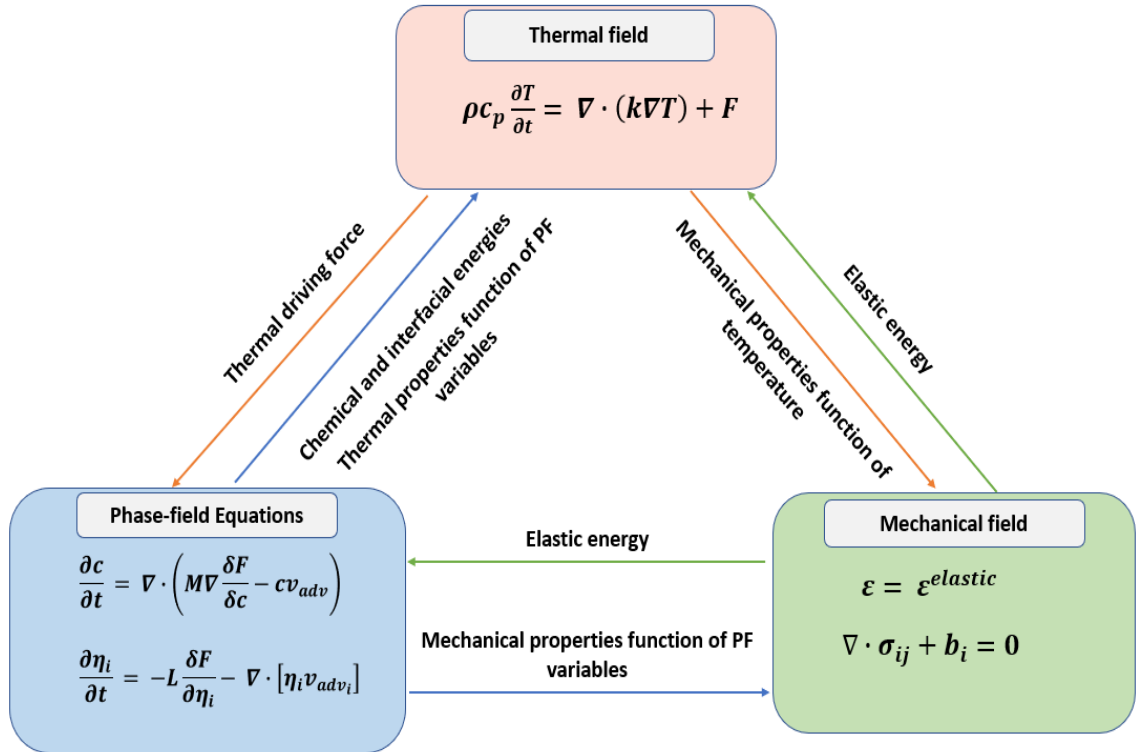 Thermal field
ρc_p ∂T/∂t = ∇ · (k∇T) + F
Thermal driving force
Chemical and interfacial energies
Thermal properties function of PF
variables
Mechanical properties function of
temperature
Elastic energy
Phase-field Equations
∂c/∂t = ∇ · (M∇ δF/δc − cv_adv)
∂η_i/∂t = −L δF/∂η_i − ∇ · [η_i v_adv_i]
Elastic energy
Mechanical properties function of PF
variables
Mechanical field
ε = ε^elastic
∇ · σ_ij + b_i = 0